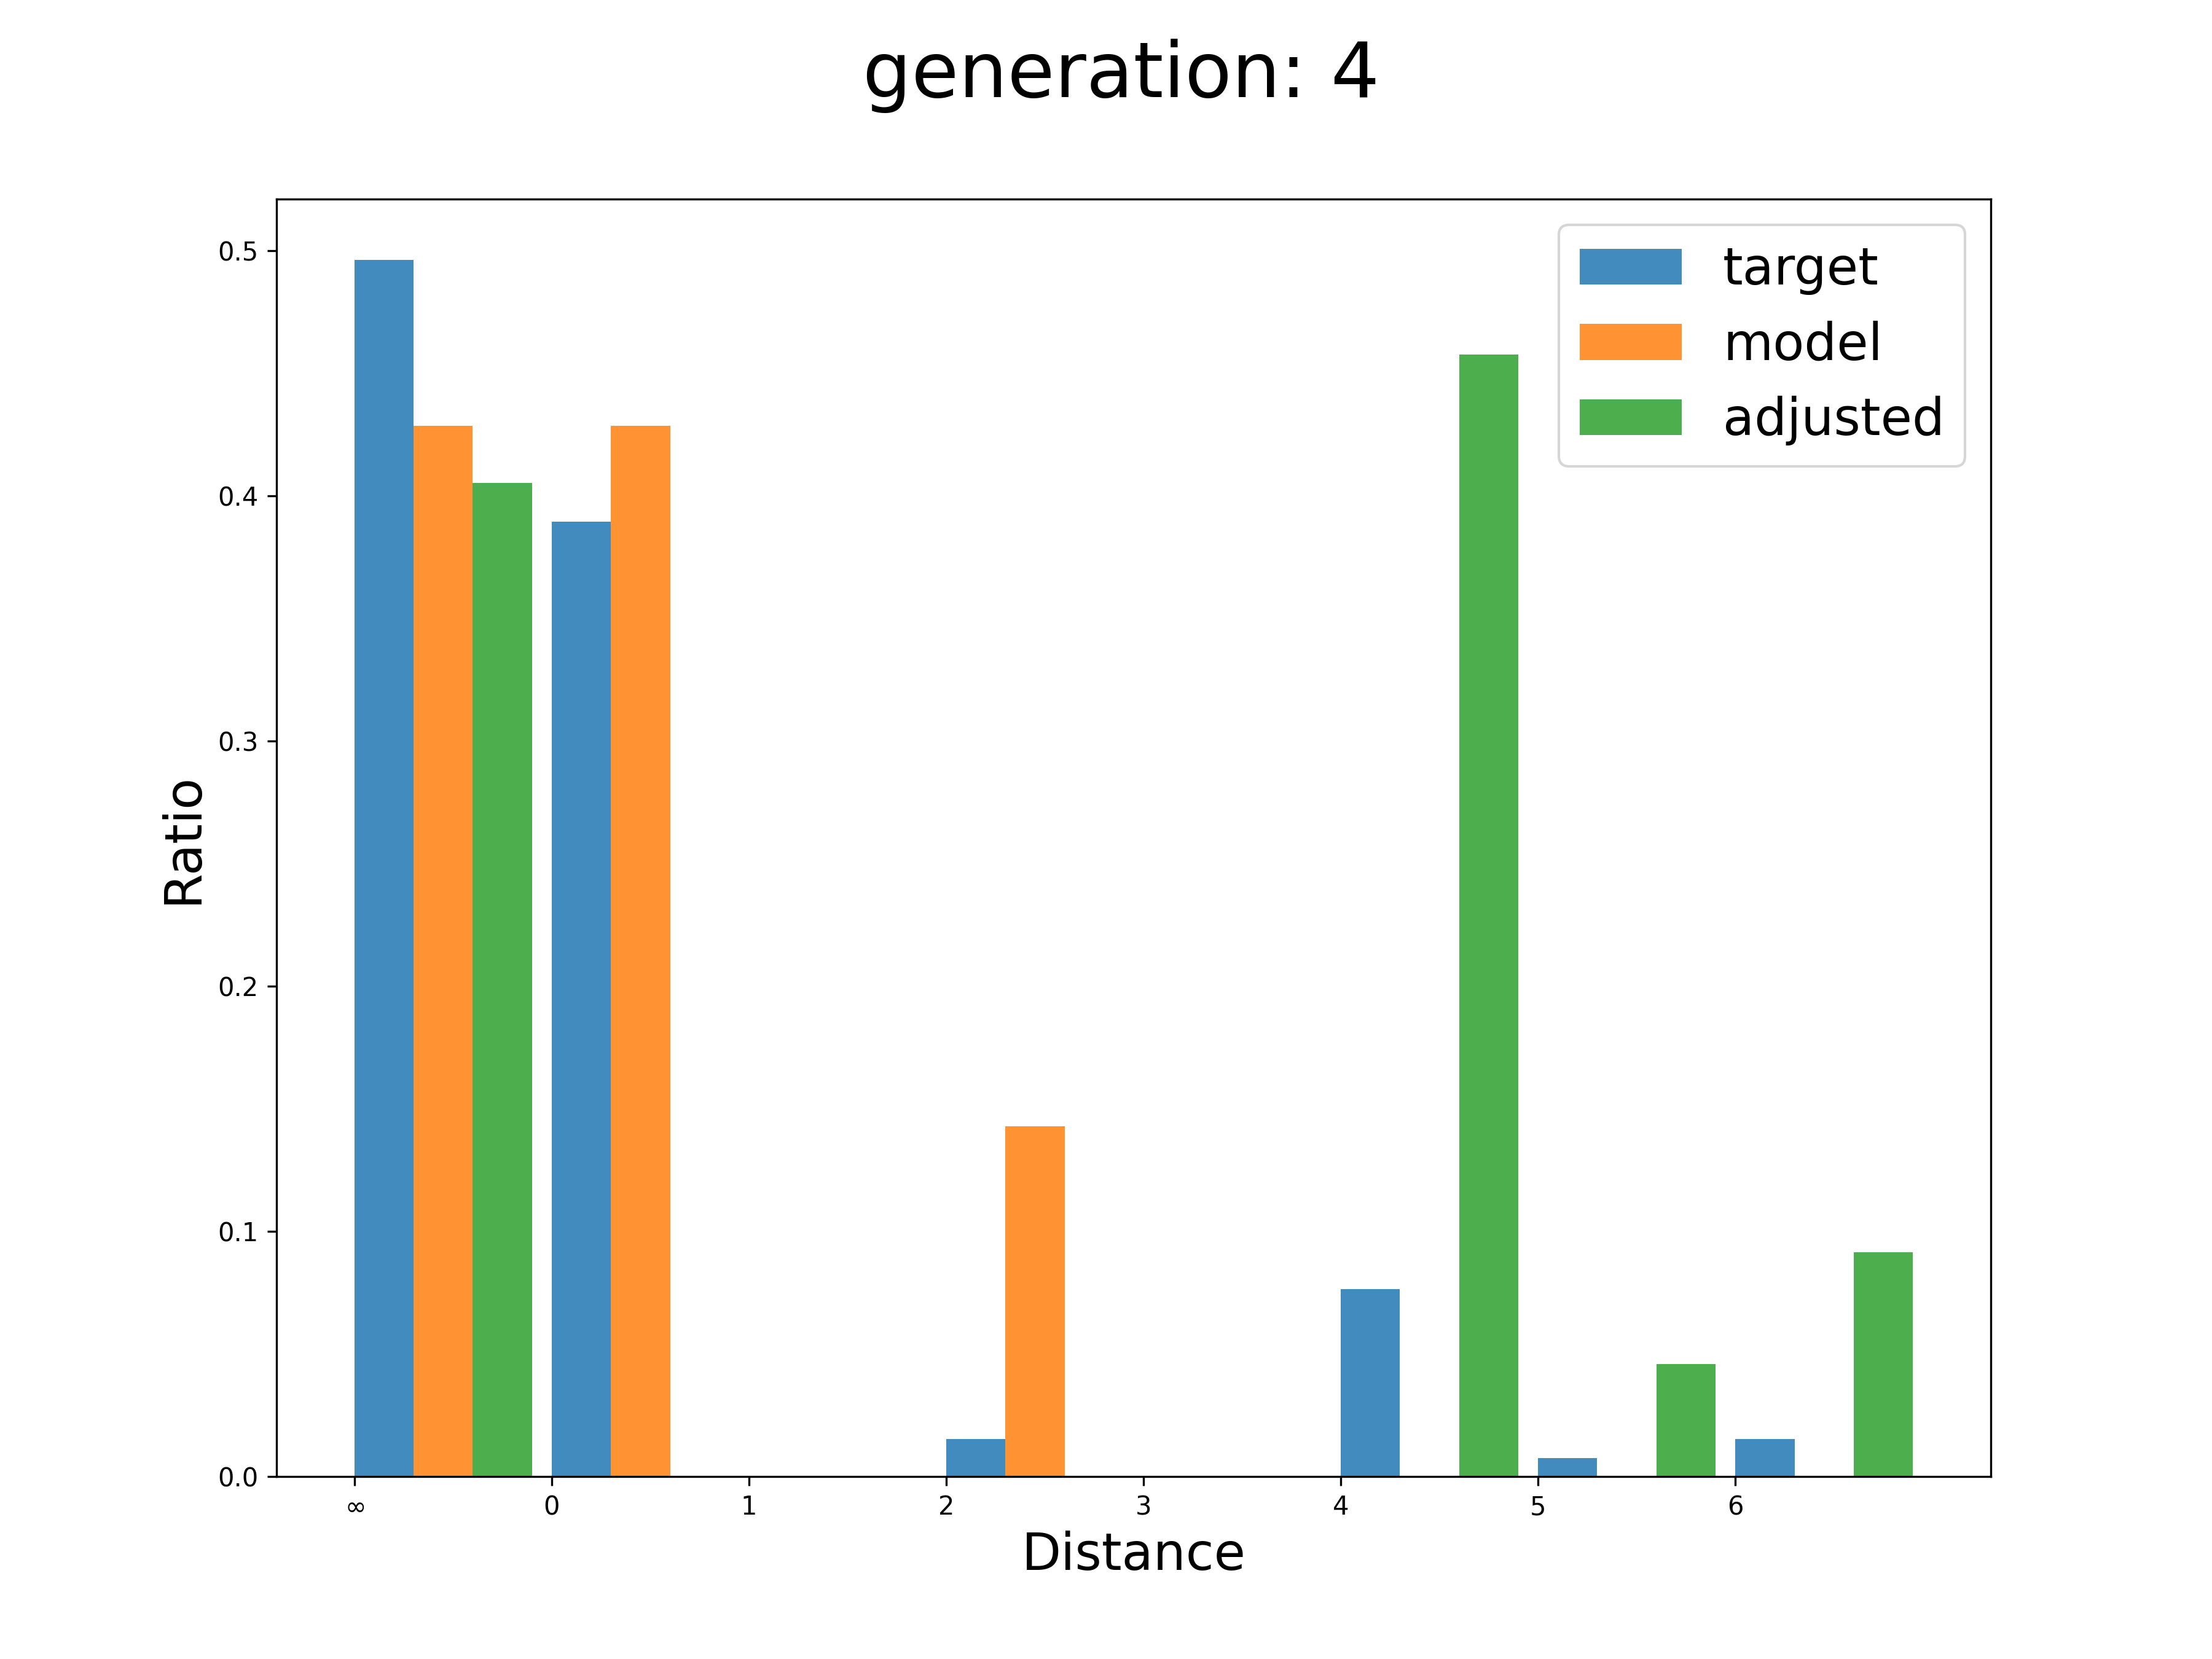 generation: 4
target
model
adjusted
0.5
0.4
0.3
0.2
0.1
0.0
Ratio
∞ 0 1 2 3 4 5 6
Distance